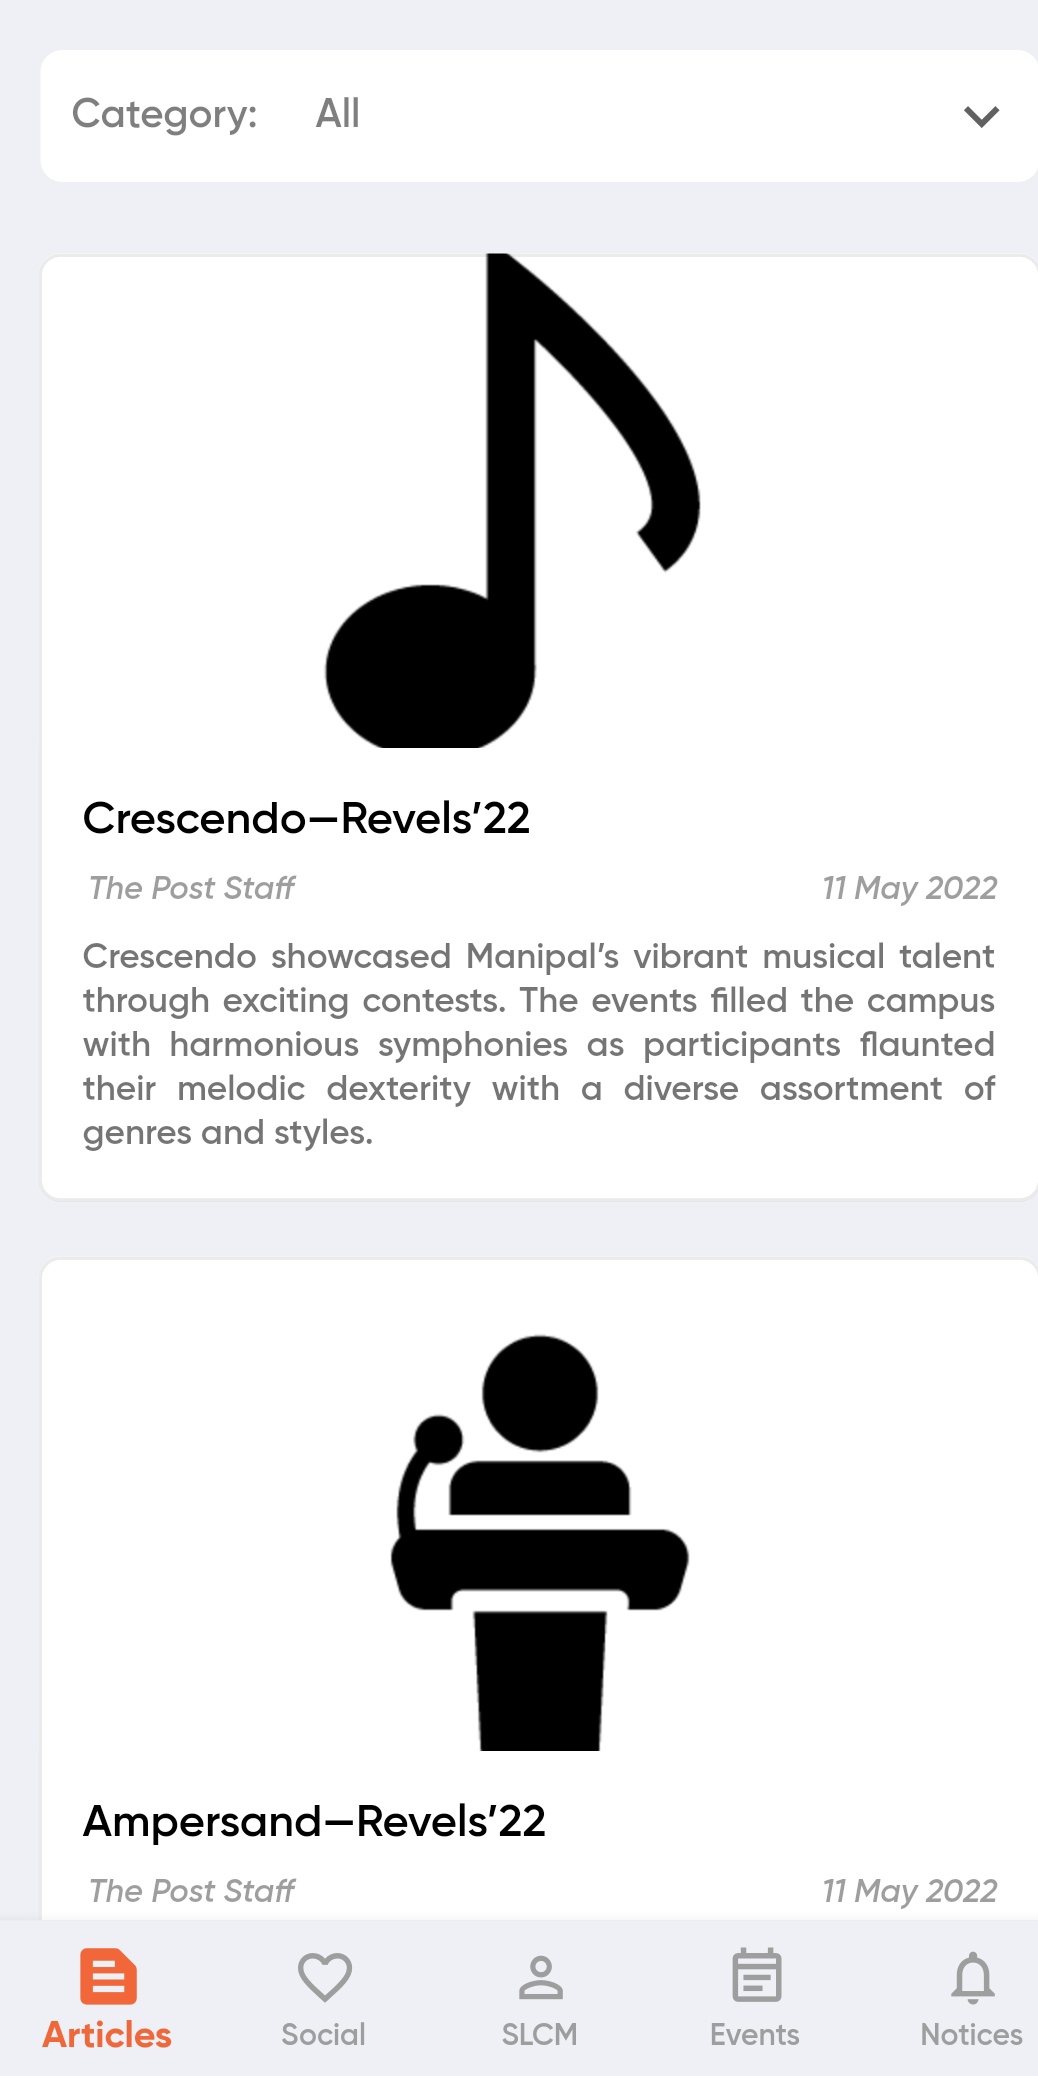 Category: All
Crescendo—Revels’22
The Post Staff 11 May 2022
Crescendo showcased Manipal’s vibrant musical talent
through exciting contests. The events filled the campus
with harmonious symphonies as participants flaunted
their melodic dexterity with a diverse assortment of
genres and styles.
Ampersand—Revels’22
The Post Staff 11 May 2022
Articles Social SLCM Events Notices